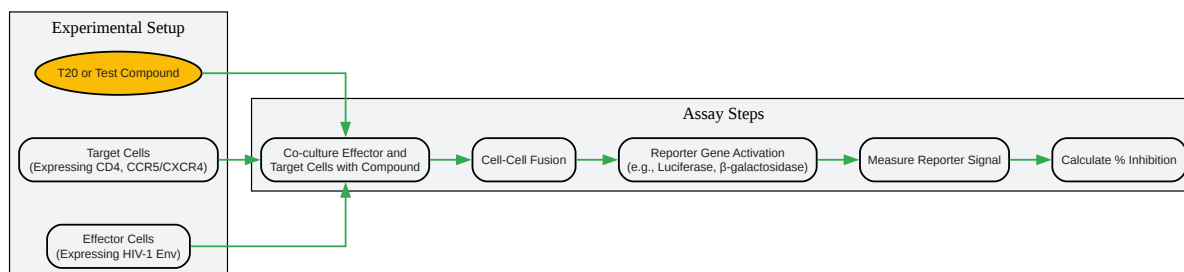 Experimental Setup
T20 or Test Compound
Target Cells
(Expressing CD4, CCR5/CXCR4)
Effector Cells
(Expressing HIV-1 Env)
Assay Steps
Co-culture Effector and
Target Cells with Compound
Cell-Cell Fusion
Reporter Gene Activation
(e.g., Luciferase, β-galactosidase)
Measure Reporter Signal
Calculate % Inhibition